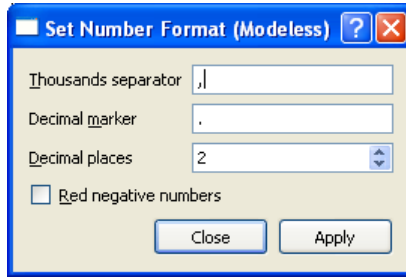 Set Number Format (Modeless) ?
Thousands separator ,
Decimal marker .
Decimal places 2
Red negative numbers
Close Apply